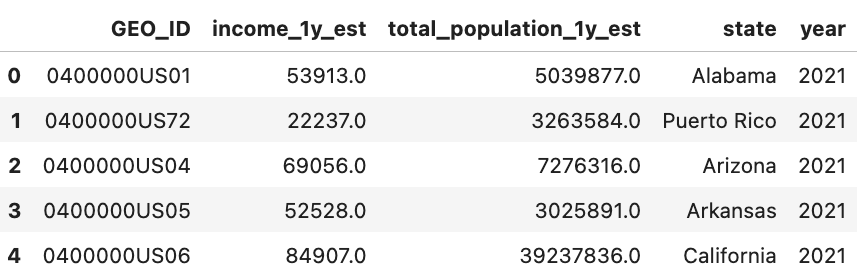 GEO_ID income_1y_est total_population_1y_est state year
0 0400000US01 53913.0 5039877.0 Alabama 2021
1 0400000US72 22237.0 3263584.0 Puerto Rico 2021
2 0400000US04 69056.0 7276316.0 Arizona 2021
3 0400000US05 52528.0 3025891.0 Arkansas 2021
4 0400000US06 84907.0 39237836.0 California 2021